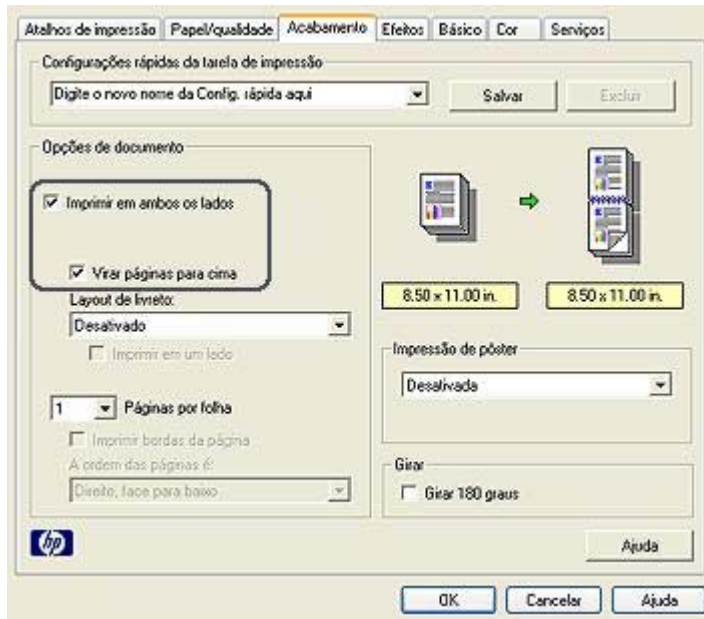 Atalhos de impressão Papel/qualidade Acabamento Efeitos Básico Cor Serviços
Configurações rápidas da tarefa de impressão
Digite o novo nome da Config. rápida aqui Salvar Excluir
Opções de documento
Imprimir em ambos os lados
Virar páginas para cima
Layout de livreto:
Desativado
Imprimir em um lado
1 Páginas por folha
Imprimir bordas da página
A ordem das páginas é:
Direito, face para baixo
8.50 x 11.00 in. 8.50 x 11.00 in.
Impressão de pôster
Desativada
Girar
Girar 180 graus
hp
Ajuda
OK Cancelar Ajuda